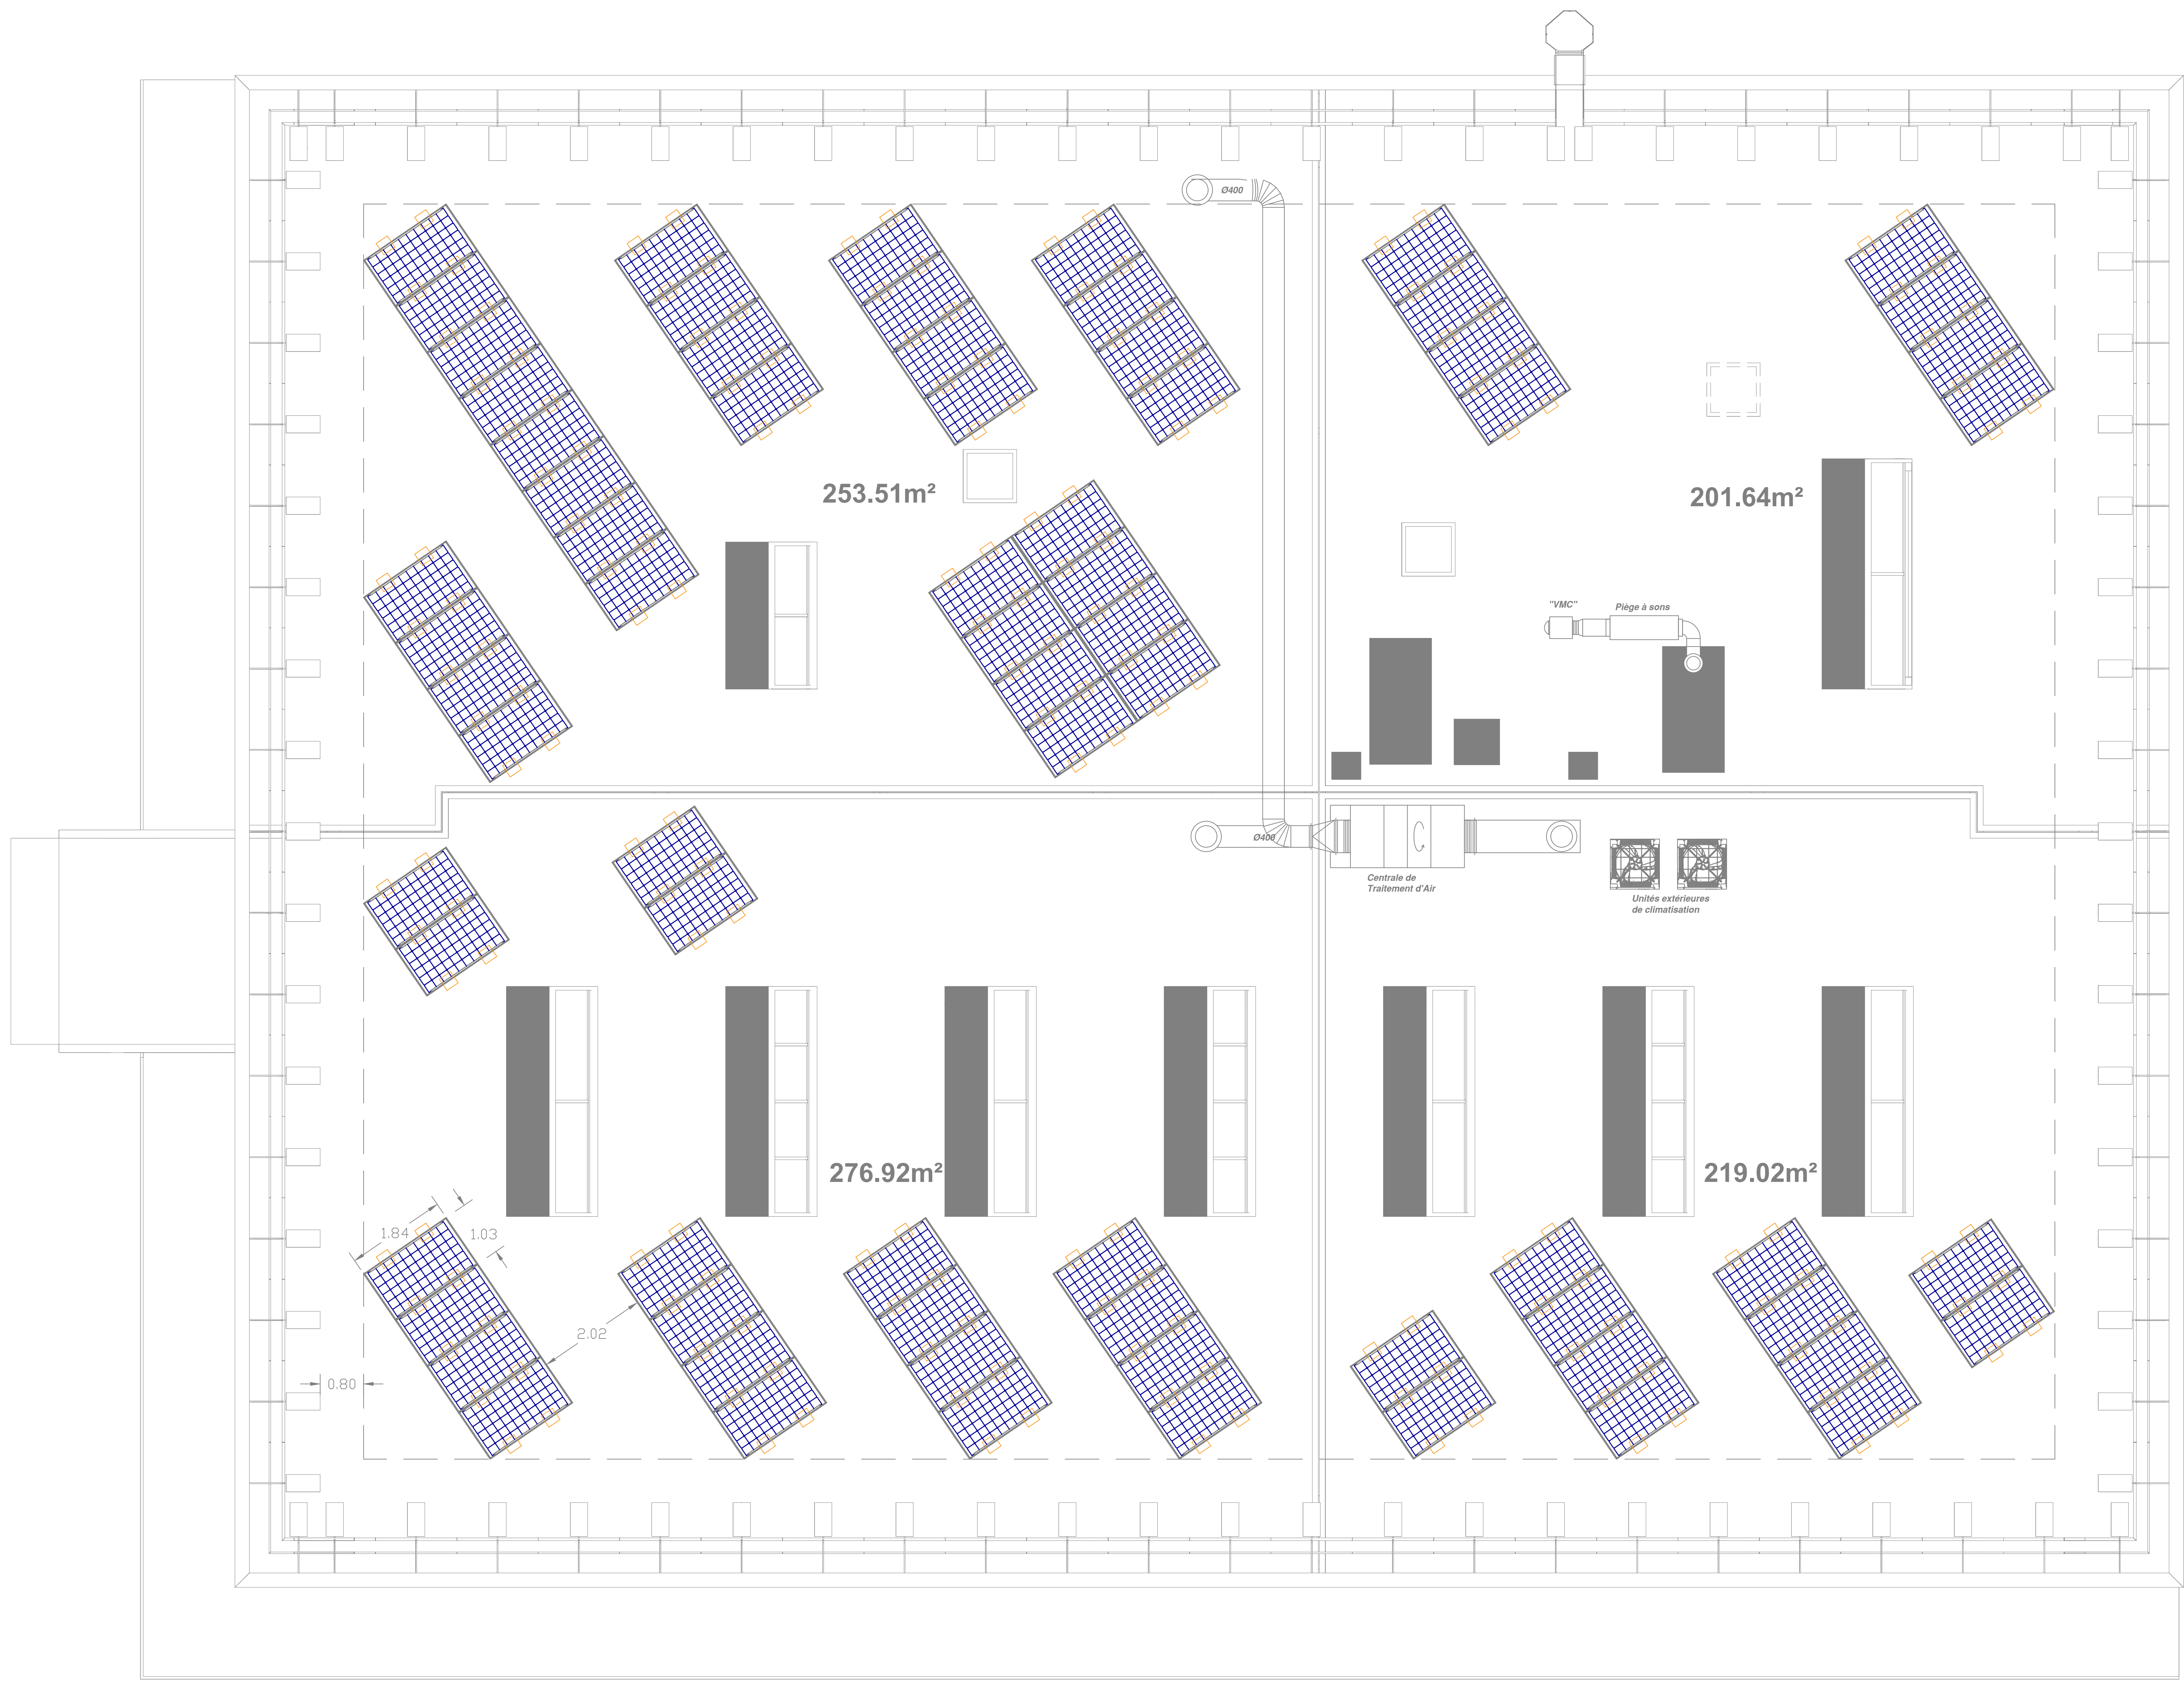 Ø400
253.51m²
201.64m²
"VMC"
Piège à sons
Ø400
Centrale de
Traitement d'Air
Unités extérieures
de climatisation
276.92m²
219.02m²
1.84
1.03
2.02
0.80